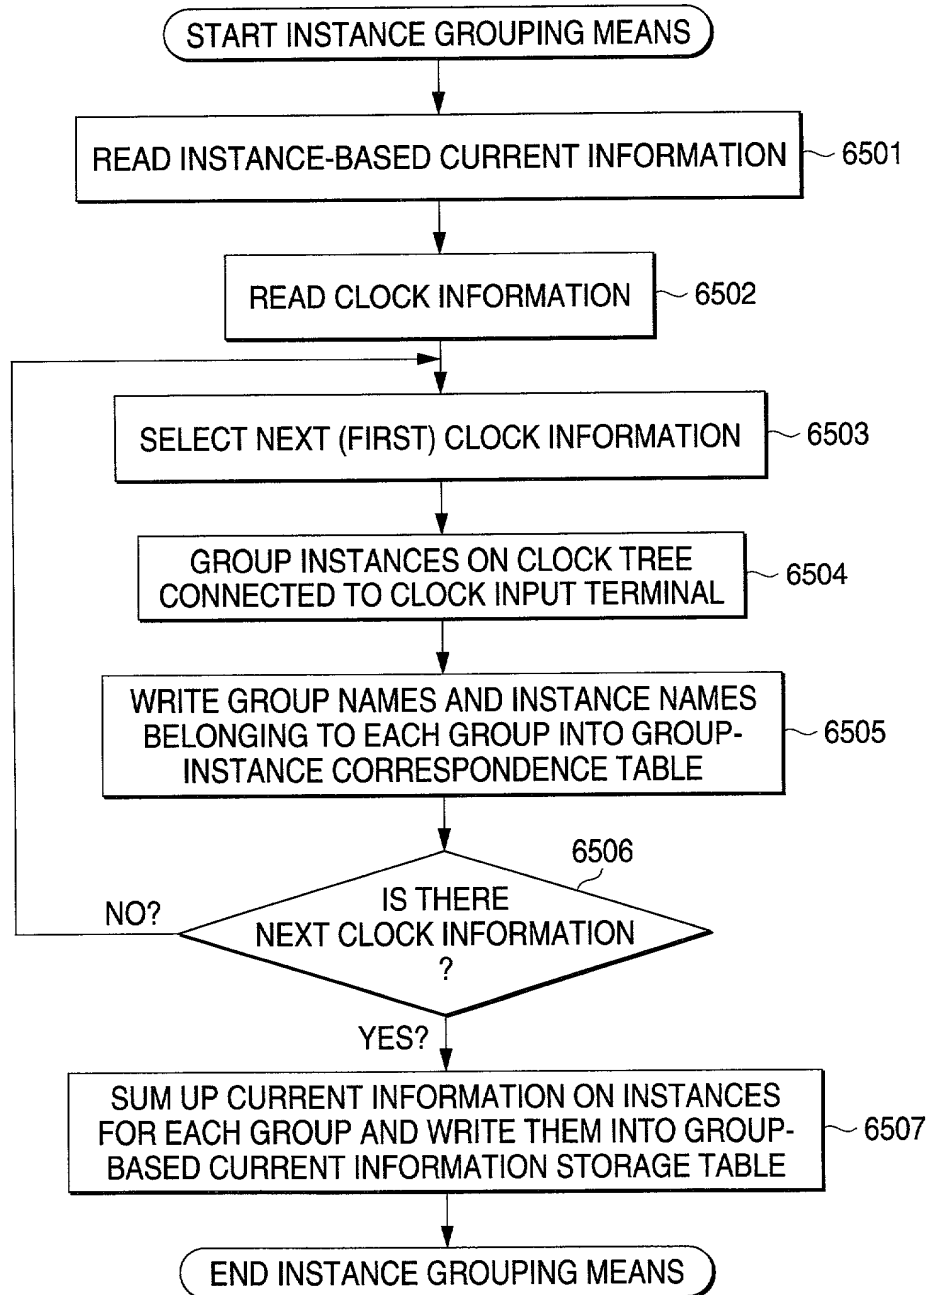 START INSTANCE GROUPING MEANS
READ INSTANCE-BASED CURRENT INFORMATION
6501
READ CLOCK INFORMATION
6502
SELECT NEXT (FIRST) CLOCK INFORMATION
6503
GROUP INSTANCES ON CLOCK TREE
CONNECTED TO CLOCK INPUT TERMINAL
6504
WRITE GROUP NAMES AND INSTANCE NAMES
BELONGING TO EACH GROUP INTO GROUP-
INSTANCE CORRESPONDENCE TABLE
6505
6506
IS THERE
NEXT CLOCK INFORMATION
?
NO?
YES?
SUM UP CURRENT INFORMATION ON INSTANCES
FOR EACH GROUP AND WRITE THEM INTO GROUP-
BASED CURRENT INFORMATION STORAGE TABLE
6507
END INSTANCE GROUPING MEANS